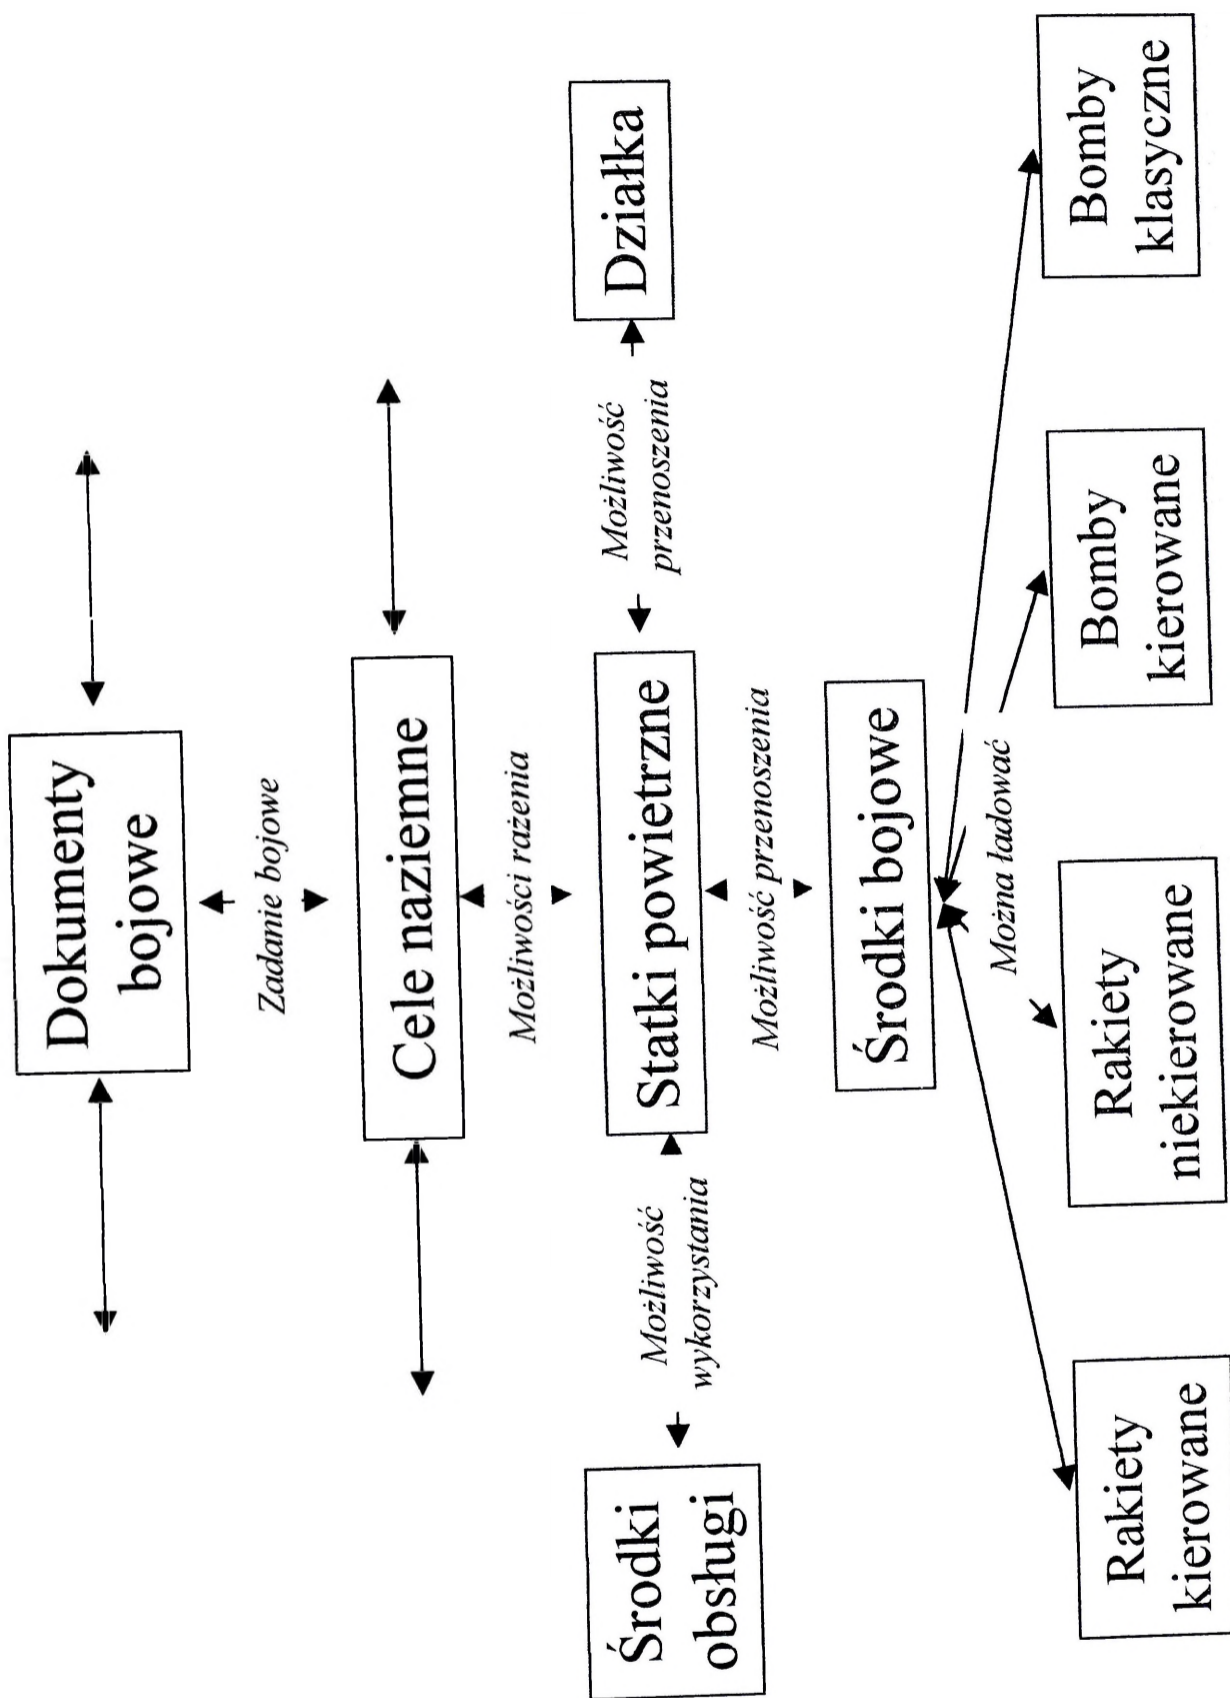 Dokumenty
bojowe
Zadanie bojowe
Cele naziemne
Możliwości rażenia
Środki
obsługi
Możliwość
wykorzystania
Statki powietrzne
Możliwość
przenoszenia
Działka
Możliwość przenoszenia
Środki bojowe
Można ładować
Rakiety
kierowane
Rakiety
niekierowane
Bomby
kierowane
Bomby
klasyczne